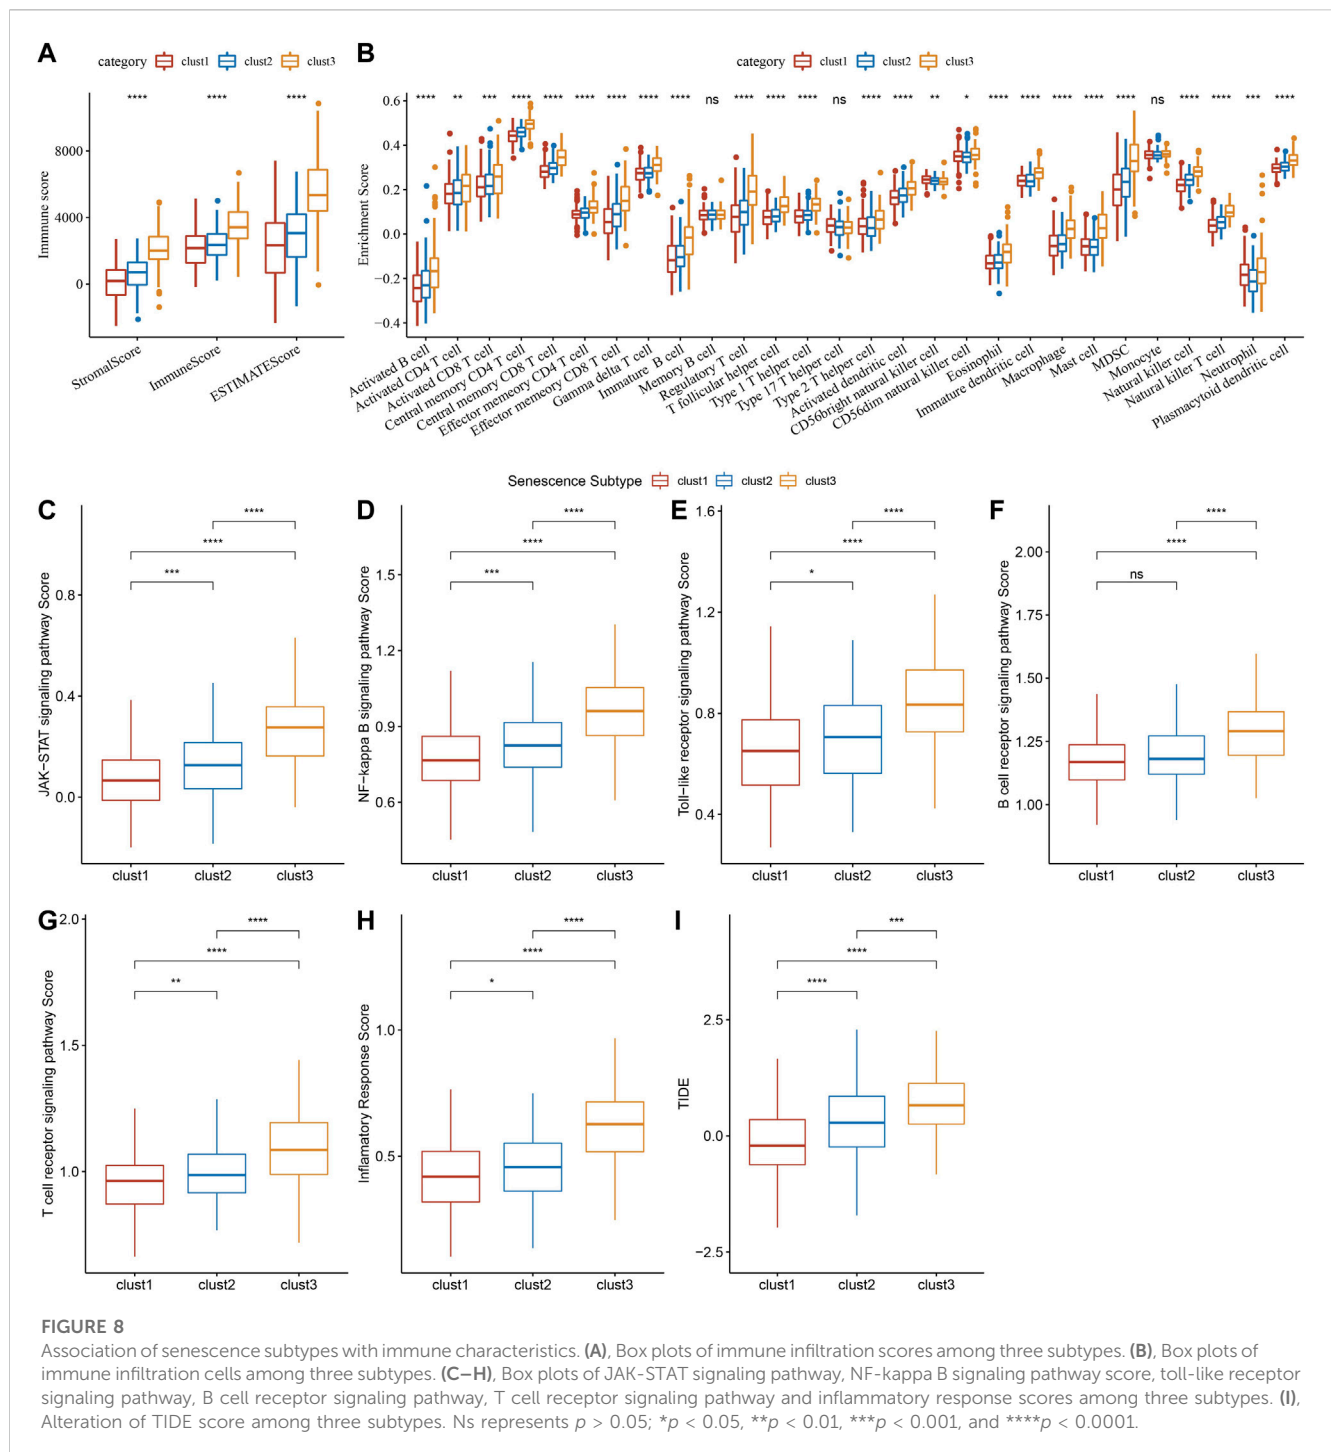 A
category clust1 clust2 clust3
Immune score
8000
4000
0
**** **** ****
StromalScore
ImmuneScore
ESTIMATEScore
B
category clust1 clust2 clust3
Enrichment Score
0.6
0.4
0.2
0.0
−0.2
−0.4
**** ** *** **** **** **** **** **** **** ns **** **** **** ns **** **** ** * **** **** **** **** **** ns **** **** *** ****
Activated B cell
Activated CD4 T cell
Activated CD8 T cell
Central memory CD4 T cell
Central memory CD8 T cell
Effector memory CD4 T cell
Effector memory CD8 T cell
Gamma delta T cell
Immature B cell
Memory B cell
Regulatory T cell
T follicular helper cell
Type 1 T helper cell
Type 17 T helper cell
Type 2 T helper cell
Activated dendritic cell
CD56bright natural killer cell
CD56dim natural killer cell
Eosinophil
Immature dendritic cell
Macrophage
Mast cell
MDSC
Monocyte
Natural killer cell
Natural killer T cell
Neutrophil
Plasmacytoid dendritic cell
Senescence Subtype clust1 clust2 clust3
C
JAK−STAT signaling pathway Score
0.8
0.4
0.0
****
****
***
clust1 clust2 clust3
D
NF−kappa B signaling pathway Score
1.5
1.2
0.9
0.6
****
****
***
clust1 clust2 clust3
E
Toll−like receptor signaling pathway Score
1.6
1.2
0.8
0.4
****
****
*
clust1 clust2 clust3
F
B cell receptor signaling pathway Score
2.00
1.75
1.50
1.25
1.00
****
****
ns
clust1 clust2 clust3
G
T cell receptor signaling pathway Score
2.0
1.5
1.0
****
****
**
clust1 clust2 clust3
H
Inflamatory Response Score
1.0
0.5
****
****
*
clust1 clust2 clust3
I
TIDE
2.5
0.0
−2.5
***
****
****
clust1 clust2 clust3
FIGURE 8
Association of senescence subtypes with immune characteristics. (A), Box plots of immune infiltration scores among three subtypes. (B), Box plots of
immune infiltration cells among three subtypes. (C–H), Box plots of JAK-STAT signaling pathway, NF-kappa B signaling pathway score, toll-like receptor
signaling pathway, B cell receptor signaling pathway, T cell receptor signaling pathway and inflammatory response scores among three subtypes. (I),
Alteration of TIDE score among three subtypes. Ns represents p > 0.05; *p < 0.05, **p < 0.01, ***p < 0.001, and ****p < 0.0001.